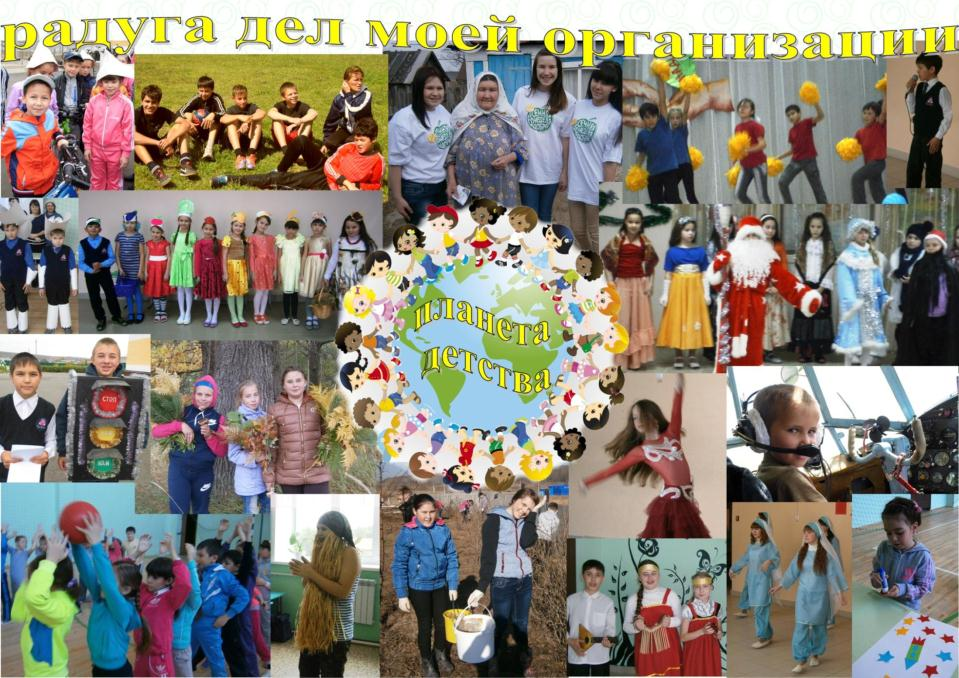 радуга дел моей организации
планета
детства
СТОП